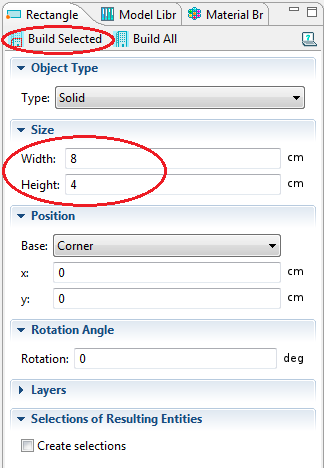 Rectangle Model Libr Material Br
Build Selected Build All
Object Type
Type: Solid
Size
Width: 8 cm
Height: 4 cm
Position
Base: Corner
x: 0 cm
y: 0 cm
Rotation Angle
Rotation: 0 deg
Layers
Selections of Resulting Entities
Create selections